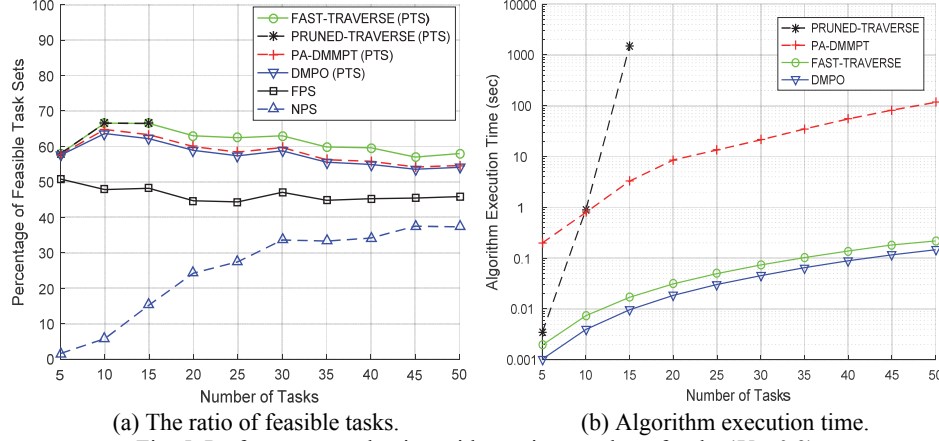 100
90
80
70
60
50
40
30
20
10
0
Percentage of Feasible Task Sets
FAST-TRAVERSE (PTS)
PRUNED-TRAVERSE (PTS)
PA-DMMPT (PTS)
DMPO (PTS)
FPS
NPS
5 10 15 20 25 30 35 40 45 50
Number of Tasks
(a) The ratio of feasible tasks.
10000
1000
100
10
1
0.1
0.01
0.001
Algorithm Execution Time (sec)
PRUNED-TRAVERSE
PA-DMMPT
FAST-TRAVERSE
DMPO
5 10 15 20 25 30 35 40 45 50
Number of Tasks
(b) Algorithm execution time.